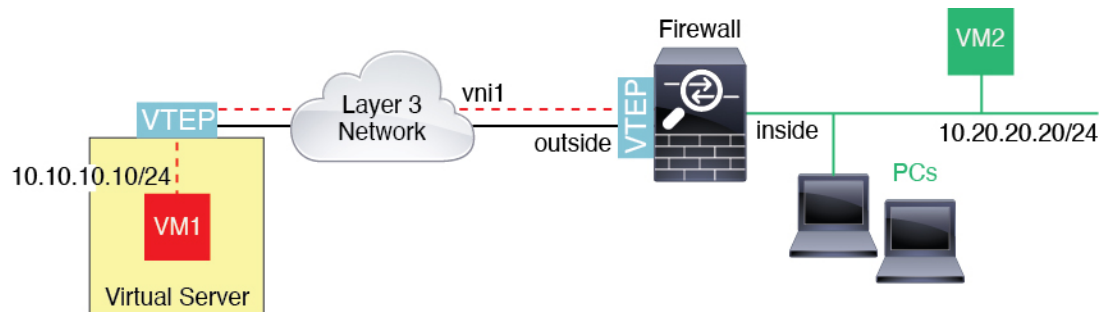 VM2
Firewall
Layer 3
Network
vni1
VTEP
VTEP
outside
inside
10.20.20.20/24
10.10.10.10/24
PCs
VM1
Virtual Server